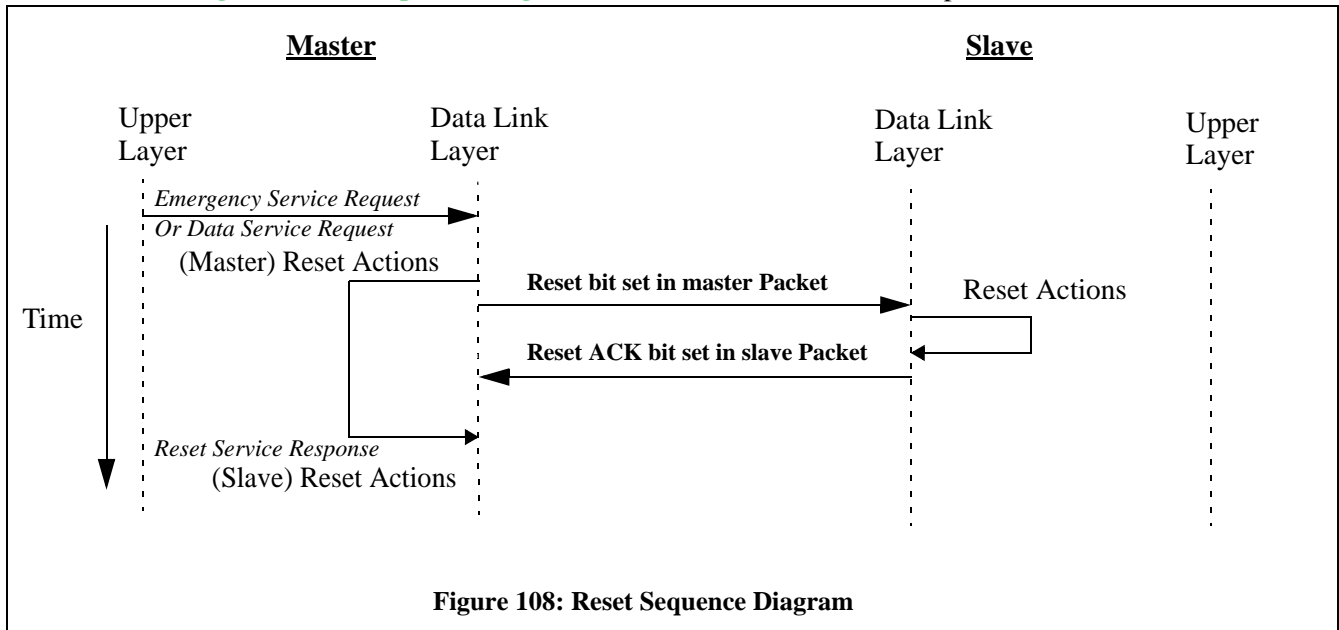 Master
Slave
Upper
Layer
Data Link
Layer
Data Link
Layer
Upper
Layer
Emergency Service Request
Or Data Service Request
(Master) Reset Actions
Reset bit set in master Packet
Reset Actions
Time
Reset ACK bit set in slave Packet
Reset Service Response
(Slave) Reset Actions
Figure 108: Reset Sequence Diagram